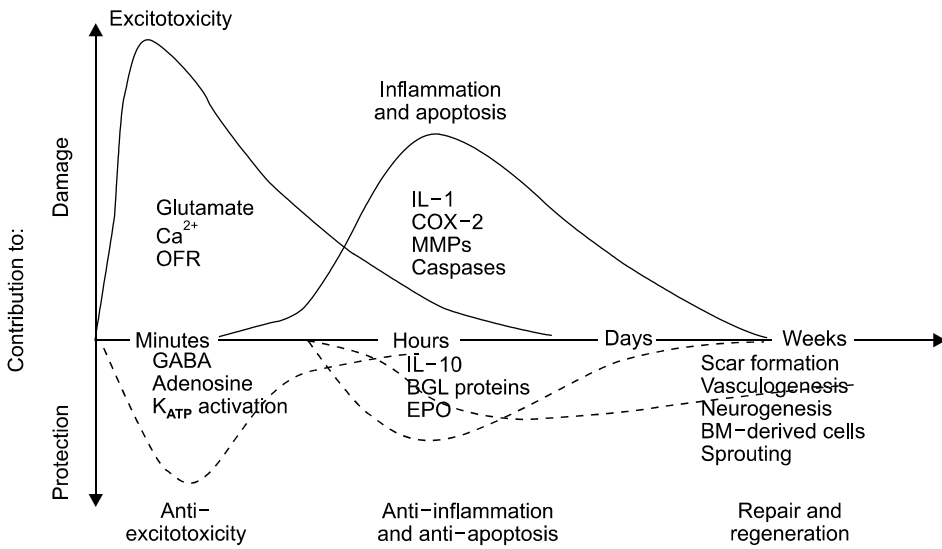 Excitotoxicity
Inflammation
and apoptosis
Damage
Glutamate
Ca²⁺
OFR
IL−1
COX−2
MMPs
Caspases
Contribution to:
Minutes
Hours
Days
Weeks
GABA
Adenosine
K_ATP activation
IL−10
BGL proteins
EPO
Scar formation
Vasculogenesis
Neurogenesis
BM−derived cells
Sprouting
Protection
Anti−
excitotoxicity
Anti−inflammation
and anti−apoptosis
Repair and
regeneration